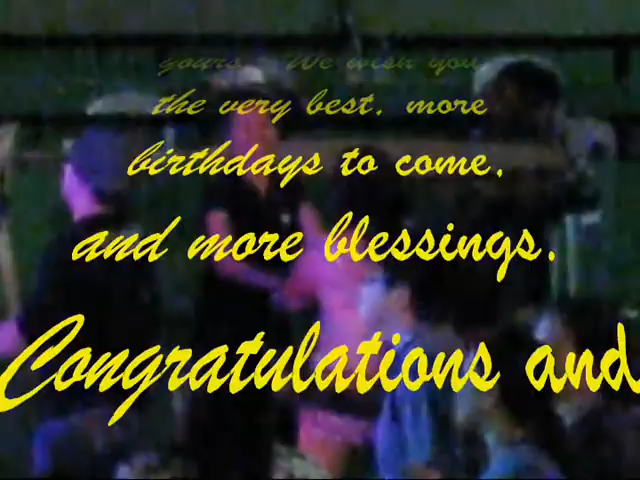 yours. We wish you
the very best, more
birthdays to come,
and more blessings.
Congratulations and